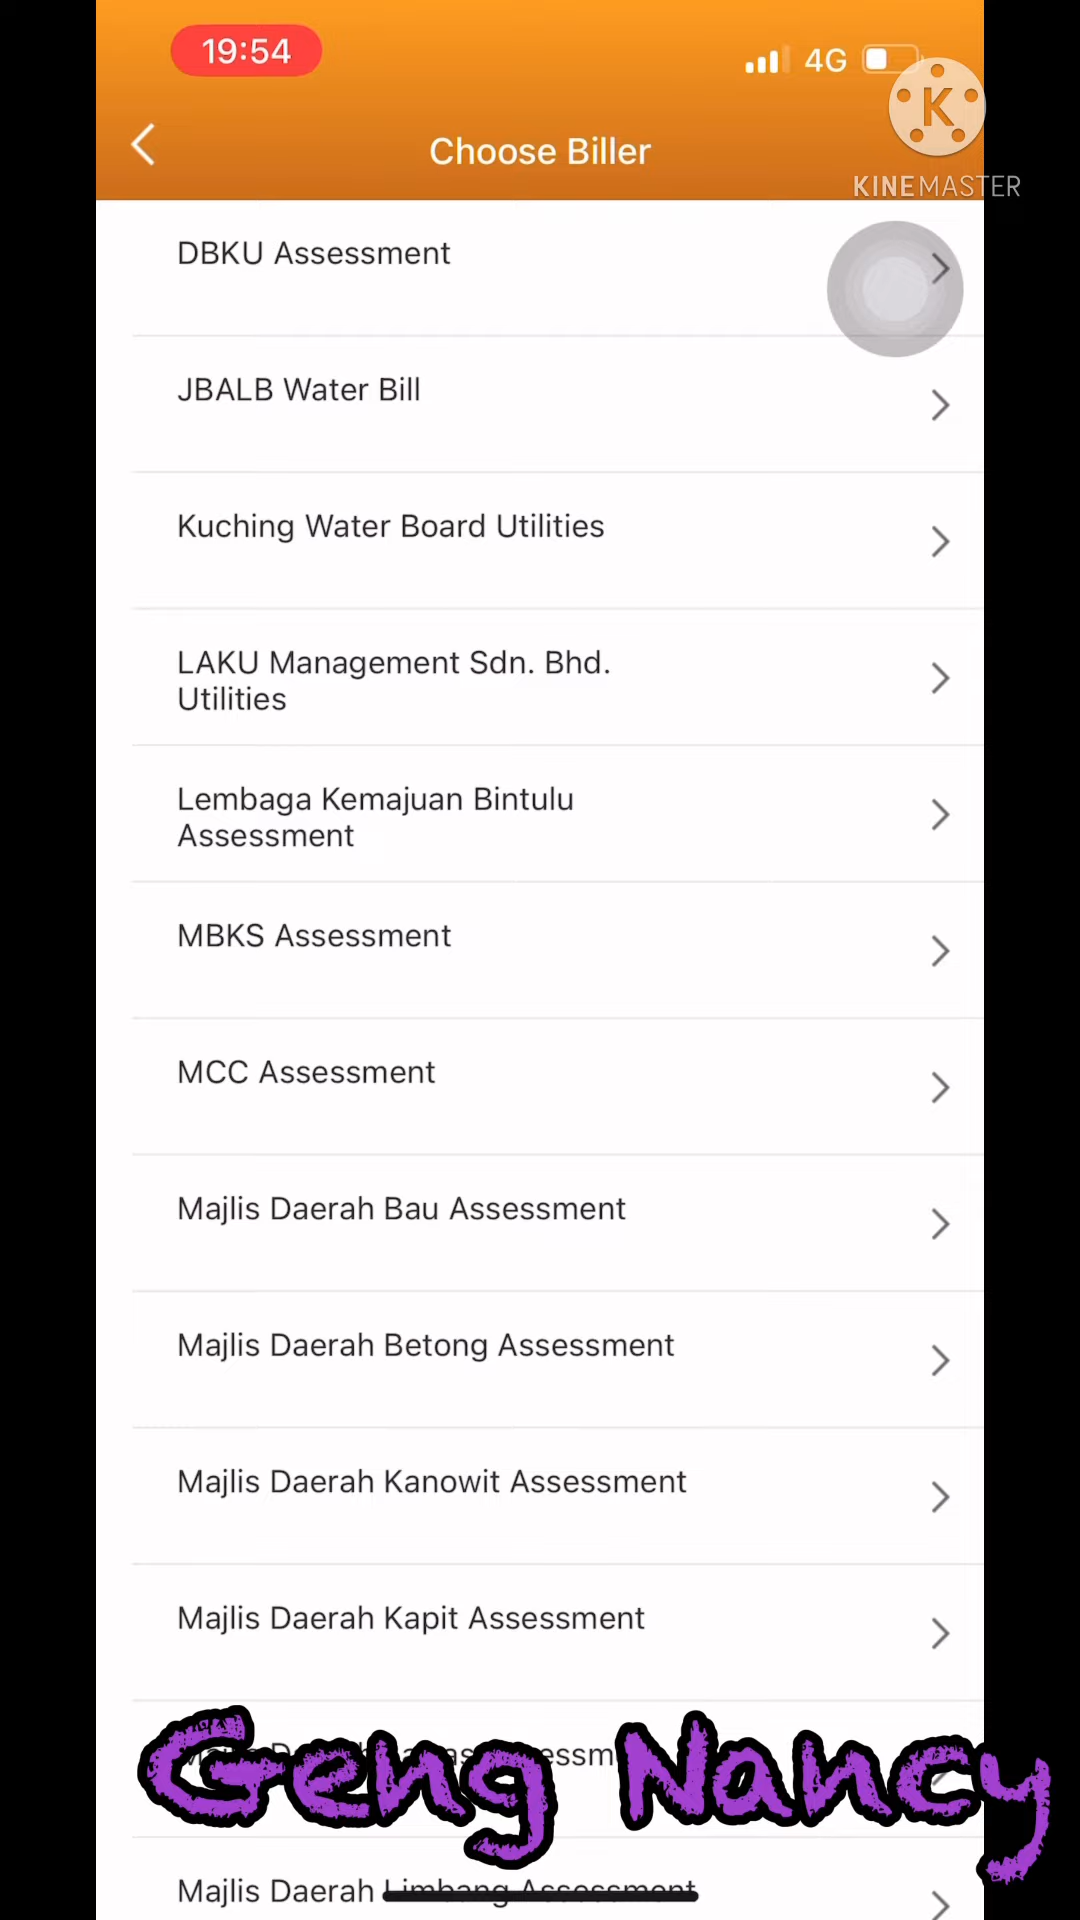 19:54
4G
K
Choose Biller
KINEMASTER
DBKU Assessment
JBALB Water Bill
Kuching Water Board Utilities
LAKU Management Sdn. Bhd.
Utilities
Lembaga Kemajuan Bintulu
Assessment
MBKS Assessment
MCC Assessment
Majlis Daerah Bau Assessment
Majlis Daerah Betong Assessment
Majlis Daerah Kanowit Assessment
Majlis Daerah Kapit Assessment
Geng Nancy
Majlis Daerah Limbang Assessment